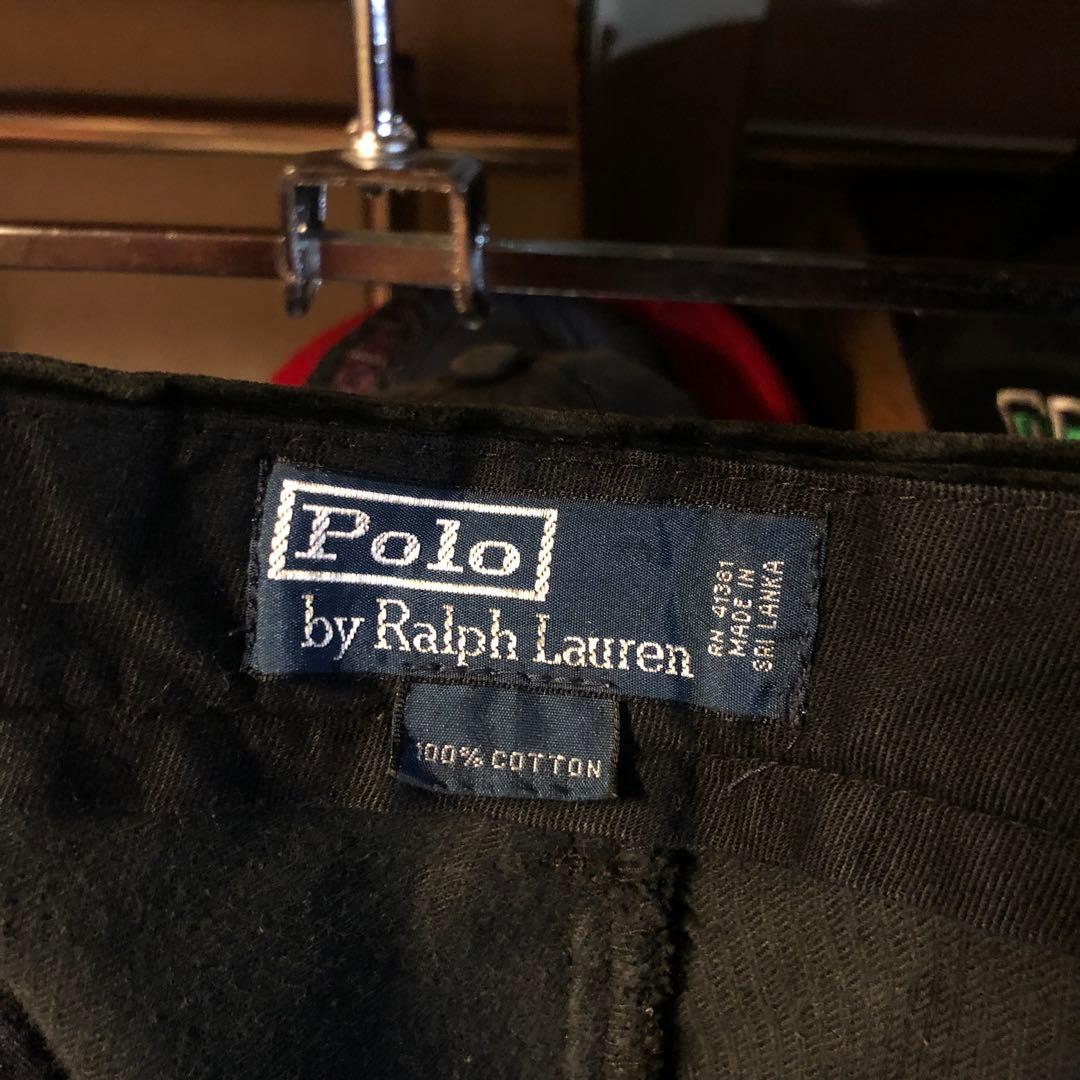 Polo
by Ralph Lauren
RN 41381
MADE IN
SRI LANKA
100% COTTON